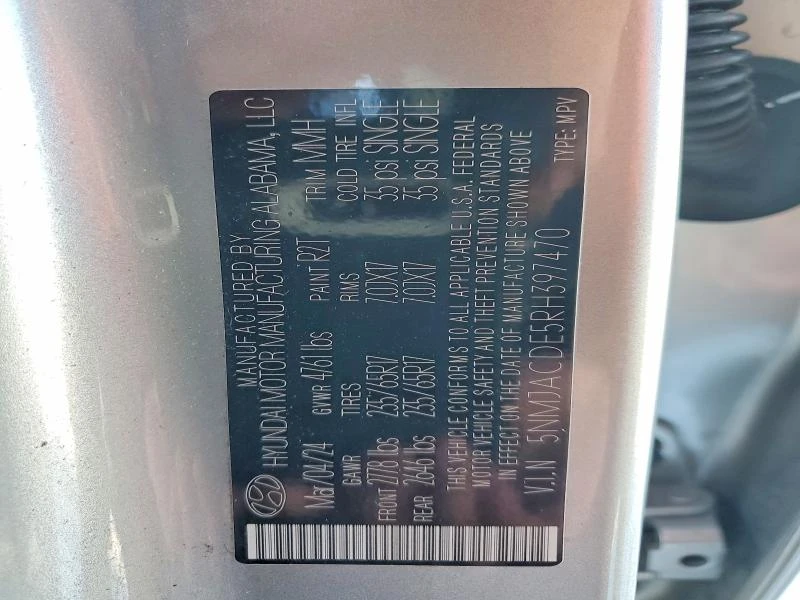 MANUFACTURED BY
HYUNDAI MOTOR MANUFACTURING ALABAMA, LLC
Mar/04/24 GVWR 4761 lbs PAINT R2T TRIM MMH
GAWR TIRES RIMS COLD TIRE INFL
FRONT 2778 lbs 235/65R17 7.0JX17 35 psi SINGLE
REAR 2646 lbs 235/65R17 7.0JX17 35 psi SINGLE
THIS VEHICLE CONFORMS TO ALL APPLICABLE U.S.A. FEDERAL
MOTOR VEHICLE SAFETY AND THEFT PREVENTION STANDARDS
IN EFFECT ON THE DATE OF MANUFACTURE SHOWN ABOVE
V.I.N 5NMJACDE5RH397470 TYPE: MPV